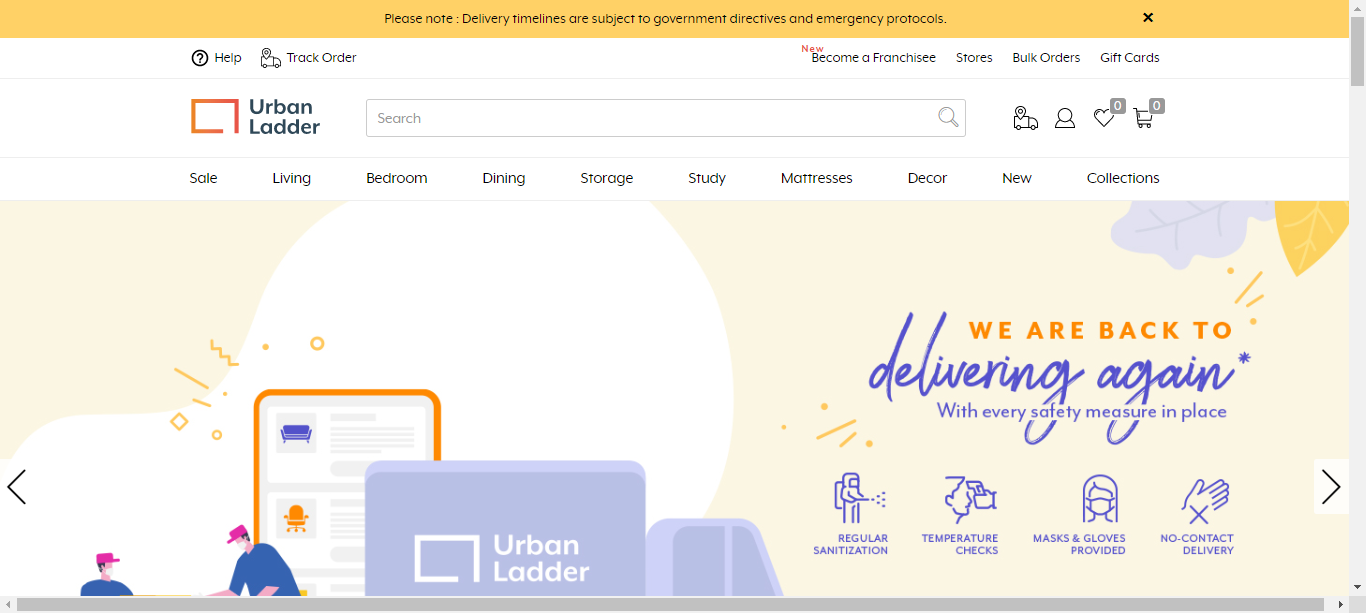 Please note : Delivery timelines are subject to government directives and emergency protocols.
Help
Track Order
New
Become a Franchisee
Stores
Bulk Orders
Gift Cards
Urban
Ladder
Search
0
0
Sale
Living
Bedroom
Dining
Storage
Study
Mattresses
Decor
New
Collections
WE ARE BACK TO
delivering again*
With every safety measure in place
REGULAR
SANITIZATION
TEMPERATURE
CHECKS
MASKS & GLOVES
PROVIDED
NO-CONTACT
DELIVERY
Urban
Ladder